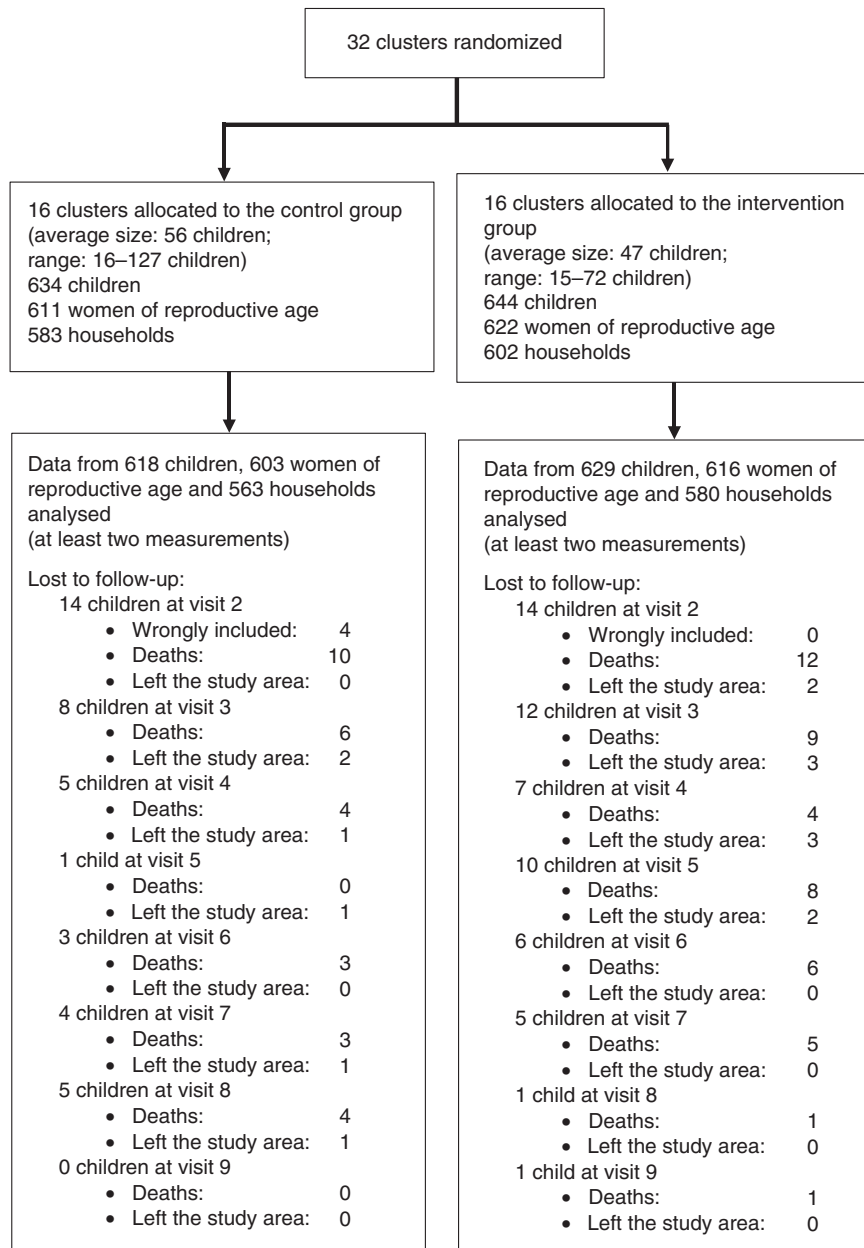 32 clusters randomized
16 clusters allocated to the control group
(average size: 56 children;
range: 16–127 children)
634 children
611 women of reproductive age
583 households
16 clusters allocated to the intervention
group
(average size: 47 children;
range: 15–72 children)
644 children
622 women of reproductive age
602 households
Data from 618 children, 603 women of
reproductive age and 563 households
analysed
(at least two measurements)
Lost to follow-up:
14 children at visit 2
• Wrongly included: 4
• Deaths: 10
• Left the study area: 0
8 children at visit 3
• Deaths: 6
• Left the study area: 2
5 children at visit 4
• Deaths: 4
• Left the study area: 1
1 child at visit 5
• Deaths: 0
• Left the study area: 1
3 children at visit 6
• Deaths: 3
• Left the study area: 0
4 children at visit 7
• Deaths: 3
• Left the study area: 1
5 children at visit 8
• Deaths: 4
• Left the study area: 1
0 children at visit 9
• Deaths: 0
• Left the study area: 0
Data from 629 children, 616 women of
reproductive age and 580 households
analysed
(at least two measurements)
Lost to follow-up:
14 children at visit 2
• Wrongly included: 0
• Deaths: 12
• Left the study area: 2
12 children at visit 3
• Deaths: 9
• Left the study area: 3
7 children at visit 4
• Deaths: 4
• Left the study area: 3
10 children at visit 5
• Deaths: 8
• Left the study area: 2
6 children at visit 6
• Deaths: 6
• Left the study area: 0
5 children at visit 7
• Deaths: 5
• Left the study area: 0
1 child at visit 8
• Deaths: 1
• Left the study area: 0
1 child at visit 9
• Deaths: 1
• Left the study area: 0